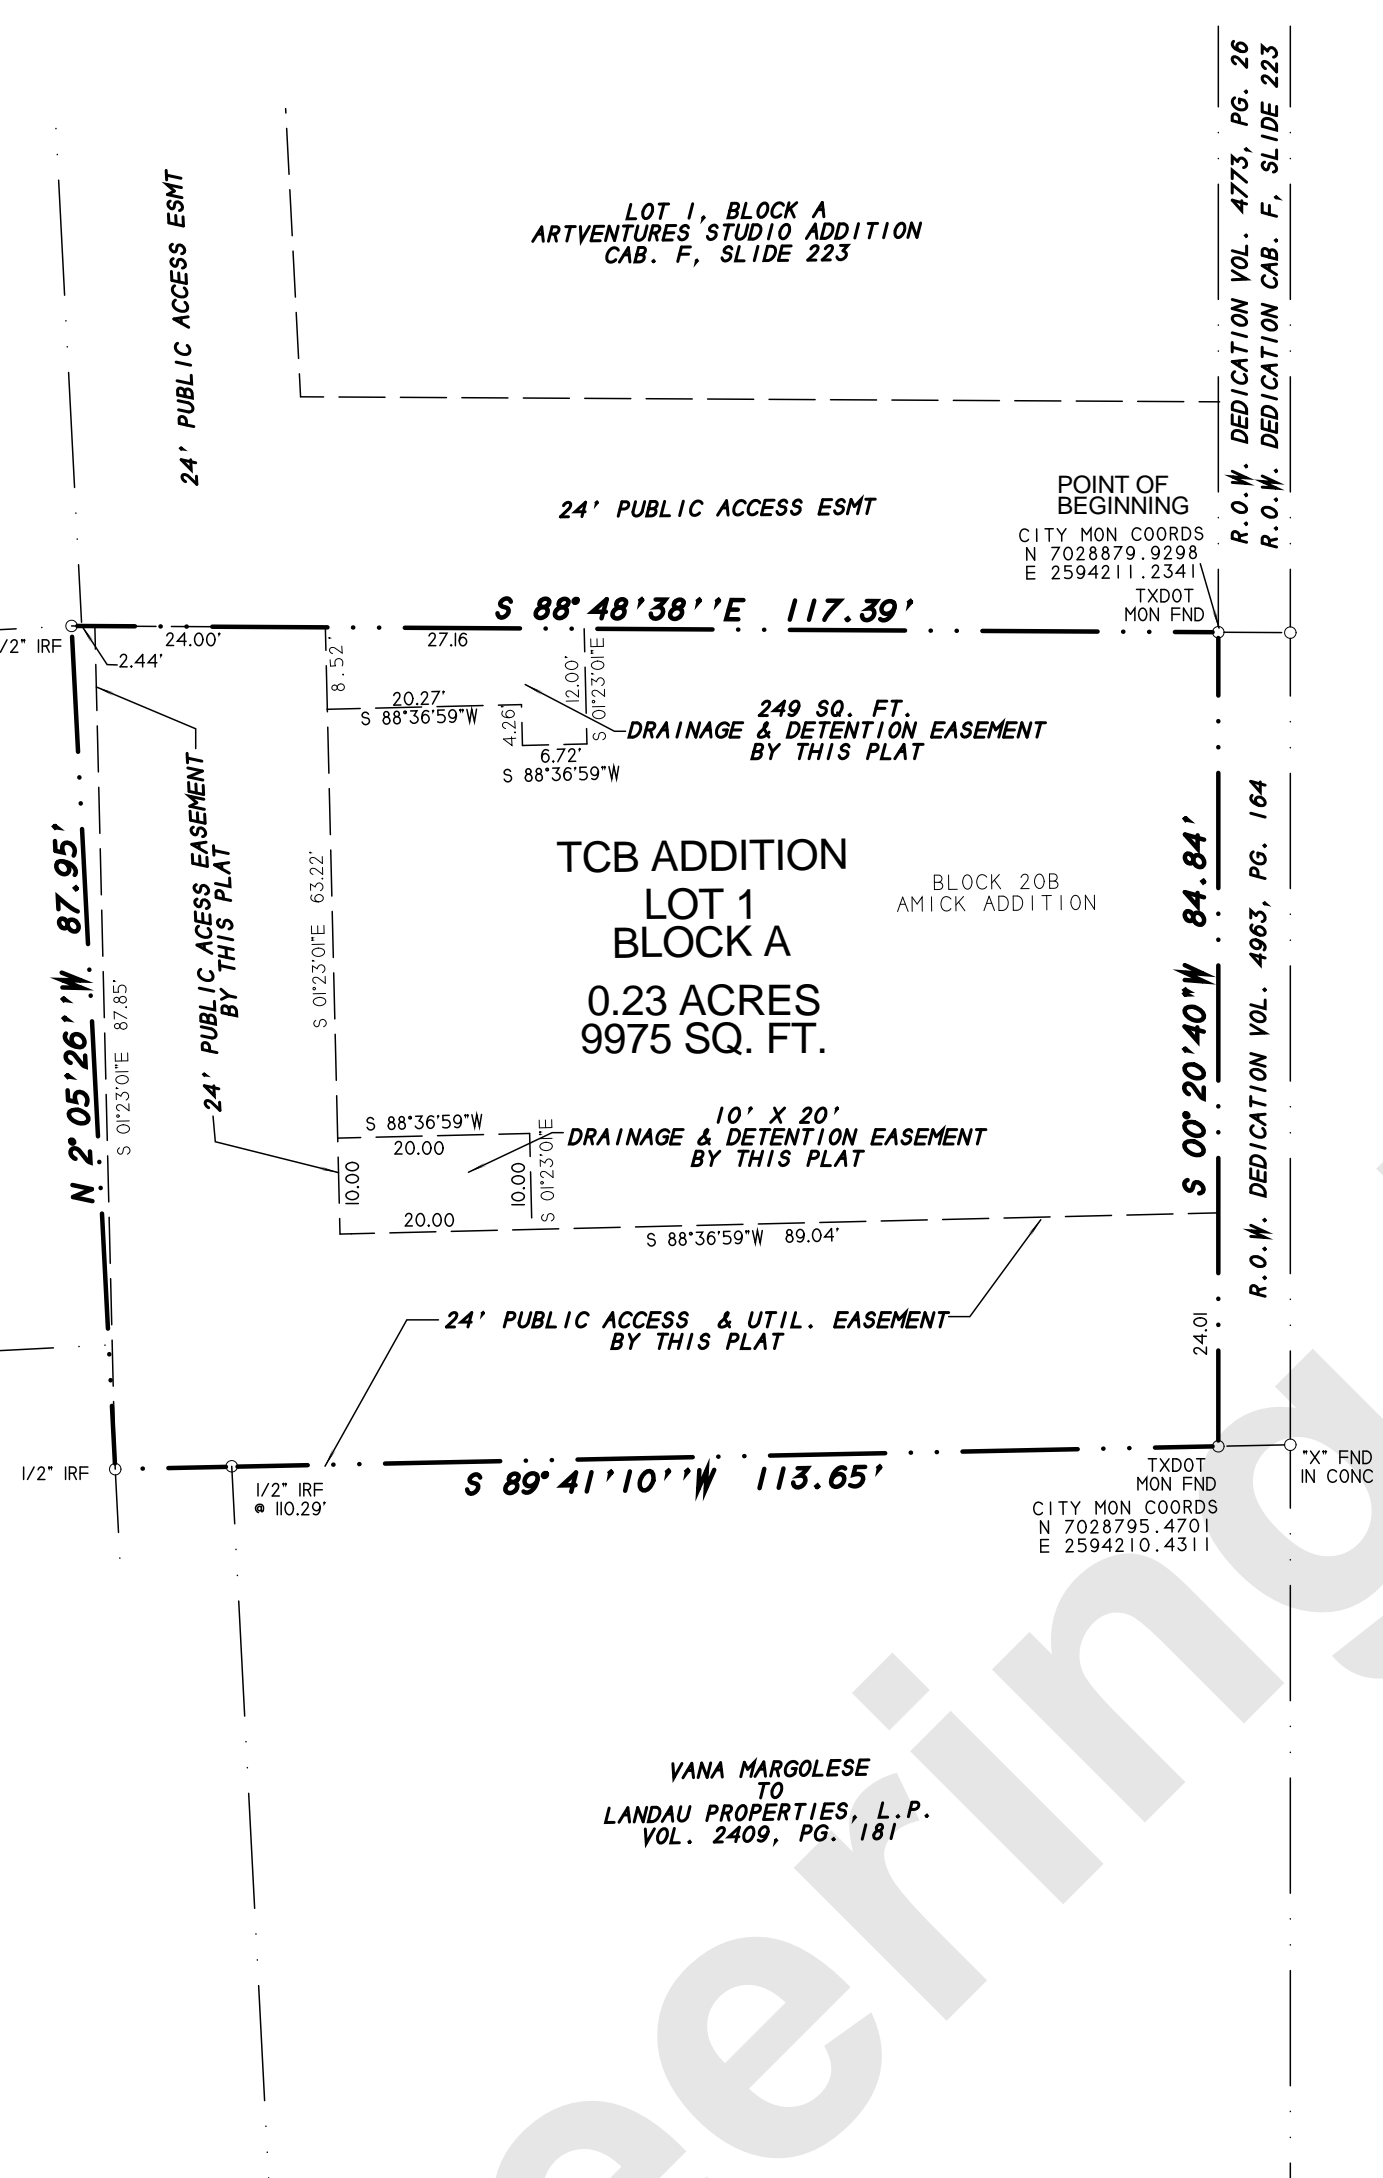 R.O.W. DEDICATION VOL. 4773, PG. 26
R.O.W. DEDICATION CAB. F, SLIDE 223
24' PUBLIC ACCESS ESMT
LOT 1, BLOCK A
ARTVENTURES STUDIO ADDITION
CAB. F, SLIDE 223
24' PUBLIC ACCESS ESMT
POINT OF
BEGINNING
CITY MON COORDS
N 7028879.9298
E 2594211.2341
TXDOT
MON FND
S 88°48'38''E 117.39'
/2" IRF
2.44'
24.00'
27.16
8.52'
12.00'
S 01°23'01"E
20.27'
S 88°36'59"W
4.26
6.72'
S 88°36'59"W
249 SQ. FT.
DRAINAGE & DETENTION EASEMENT
BY THIS PLAT
24' PUBLIC ACESS EASEMENT
BY THIS PLAT
N 2°05'26''W 87.95'
S 01°23'01"E 87.85'
S 01°23'01"E 63.22'
TCB ADDITION
LOT 1
BLOCK A
0.23 ACRES
9975 SQ. FT.
BLOCK 20B
AMICK ADDITION
S 00°20'40"W 84.84'
R.O.W. DEDICATION VOL. 4963, PG. 164
S 88°36'59"W
20.00
10.00
10.00
S 01°23'01"E
20.00
10' X 20'
DRAINAGE & DETENTION EASEMENT
BY THIS PLAT
S 88°36'59"W 89.04'
24' PUBLIC ACCESS & UTIL. EASEMENT
BY THIS PLAT
24.01
1/2" IRF
1/2" IRF
@ 110.29'
S 89°41'10''W 113.65'
TXDOT
MON FND
"X" FND
IN CONC
CITY MON COORDS
N 7028795.4701
E 2594210.4311
VANA MARGOLESE
TO
LANDAU PROPERTIES, L.P.
VOL. 2409, PG. 181
eering